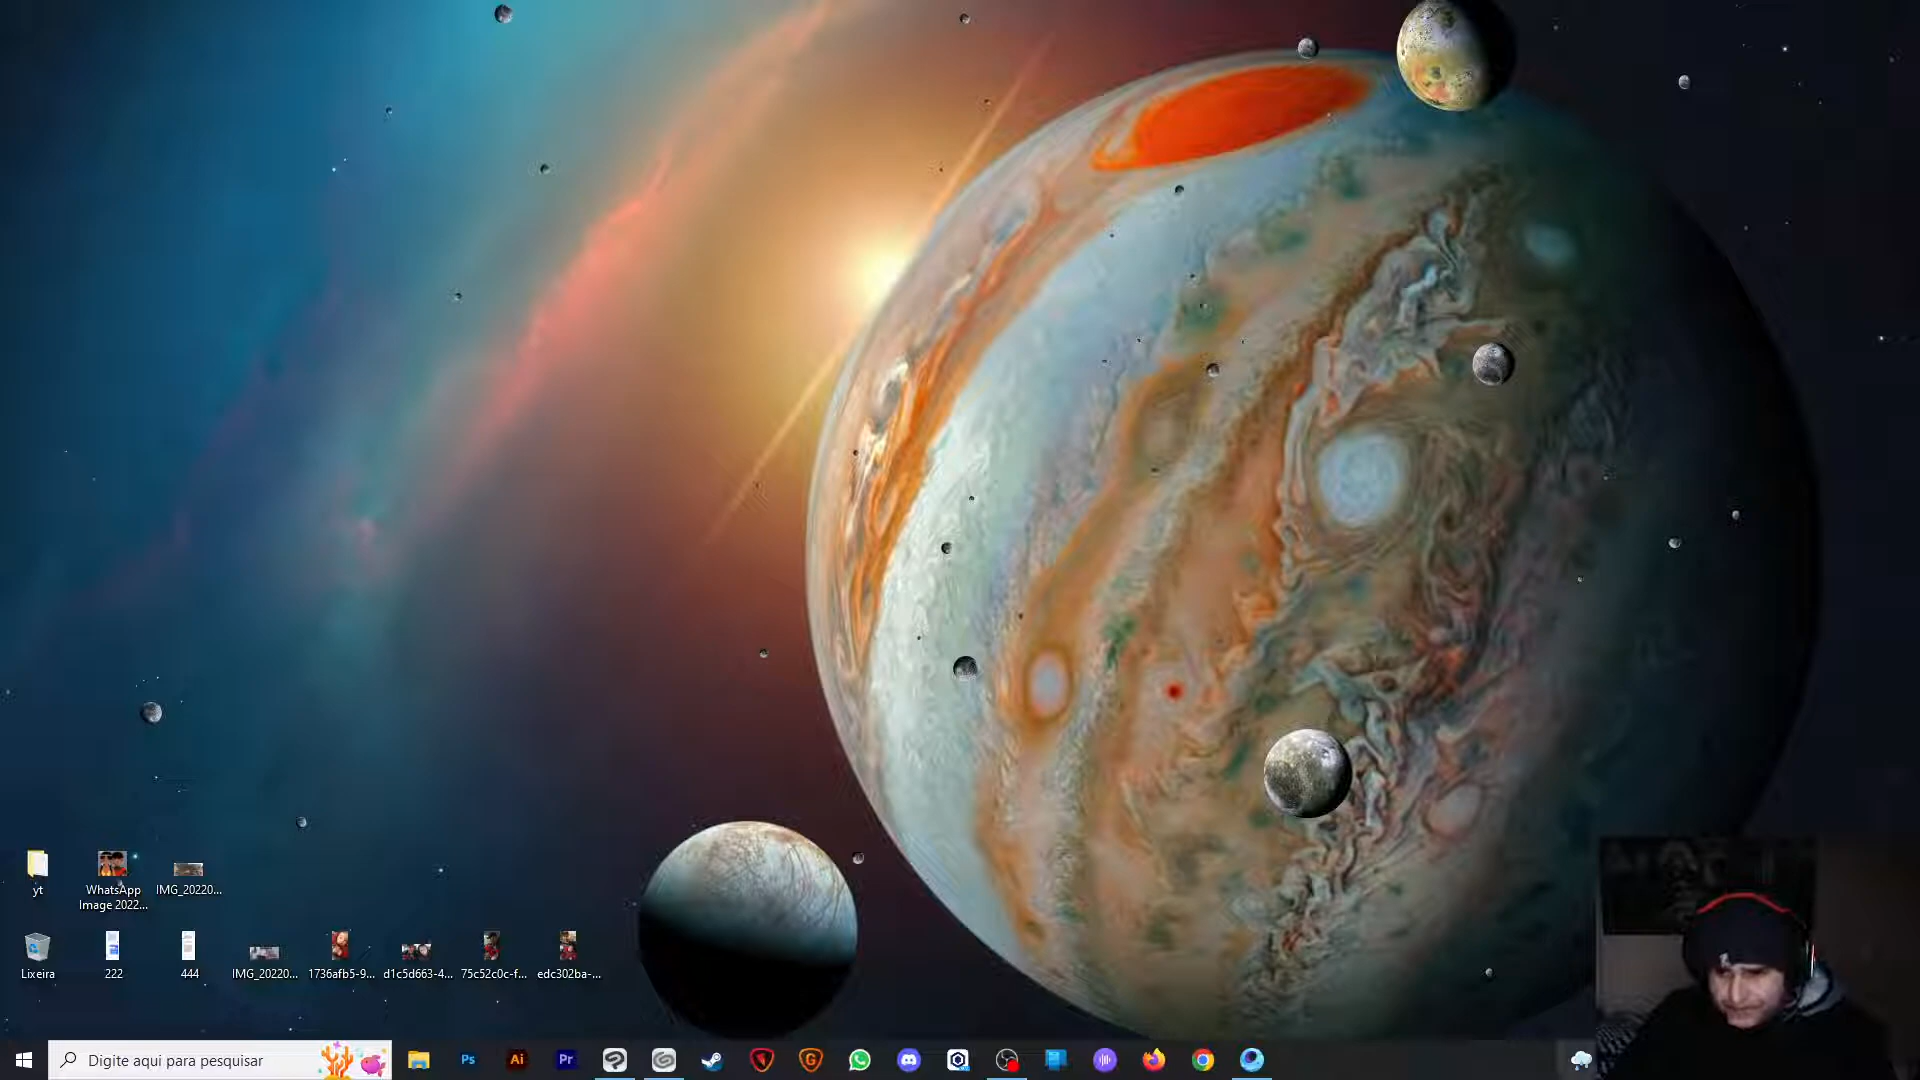 yt
WhatsApp
Image 2022...
IMG_20220...
Lixeira
222
444
IMG_20220...
1736afb5-9...
d1c5d663-4...
75c52c0c-f...
edc302ba-...
Digite aqui para pesquisar
Ps
Ai
Pr
G